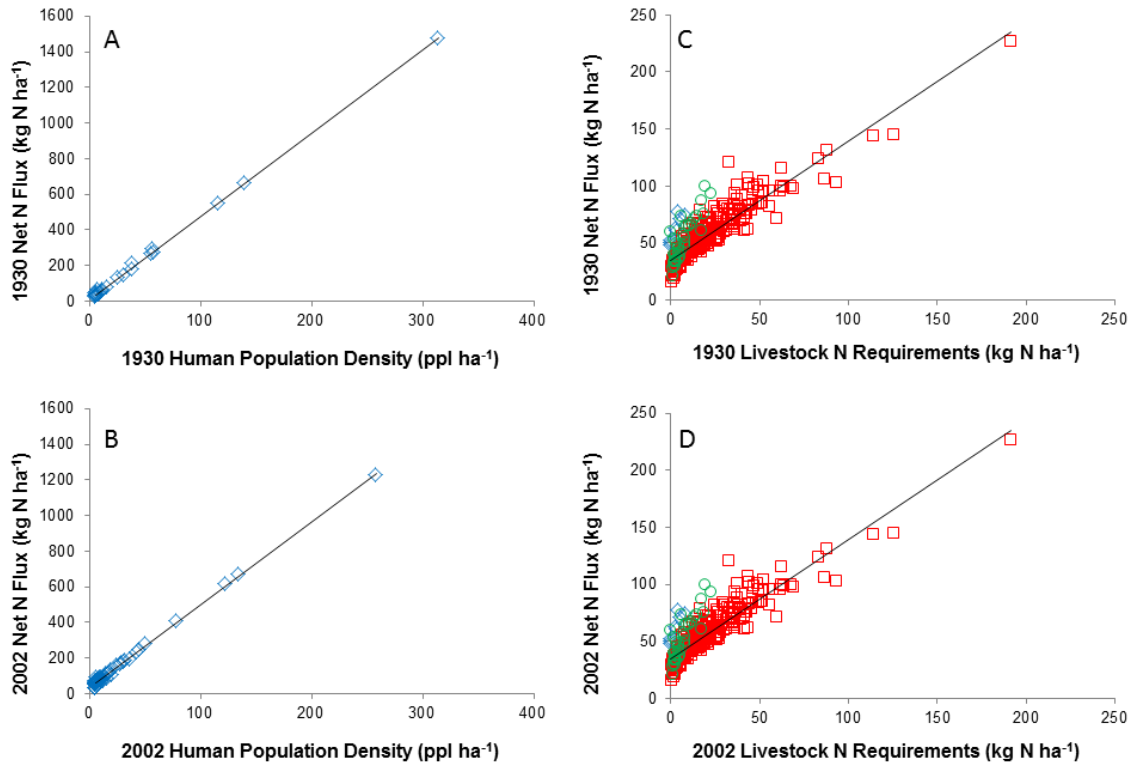 A
1930 Net N Flux (kg N ha-1)
1600
1400
1200
1000
800
600
400
200
0
0 100 200 300 400
1930 Human Population Density (ppl ha-1)
C
1930 Net N Flux (kg N ha-1)
250
200
150
100
50
0
0 50 100 150 200 250
1930 Livestock N Requirements (kg N ha-1)
B
2002 Net N Flux (kg N ha-1)
1600
1400
1200
1000
800
600
400
200
0
0 100 200 300 400
2002 Human Population Density (ppl ha-1)
D
2002 Net N Flux (kg N ha-1)
250
200
150
100
50
0
0 50 100 150 200 250
2002 Livestock N Requirements (kg N ha-1)